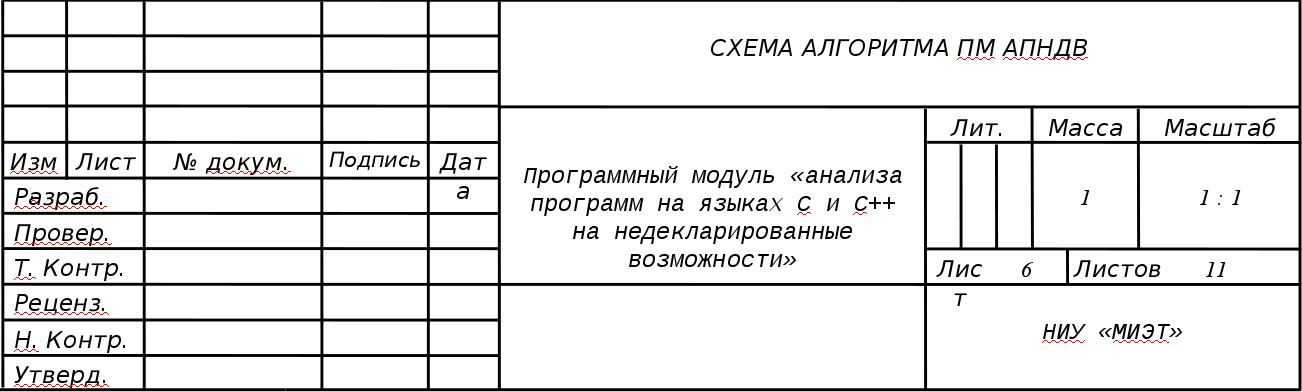 СХЕМА АЛГОРИТМА ПМ АПНДВ
Лит. Масса Масштаб
Изм Лист № докум. Подпись Дат
а
Программный модуль «анализа
программ на языках С и С++
на недекларированные
возможности»
1 1 : 1
Разраб.
Провер.
Т. Контр.
Реценз.
Н. Контр.
Утверд.
Лис 6 Листов 11
т
НИУ «МИЭТ»